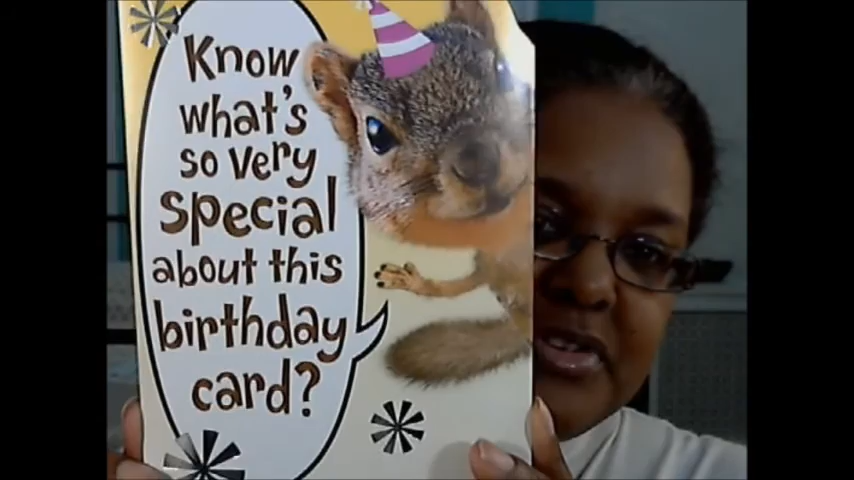 Know
what's
so very
special
about this
birthday
card?